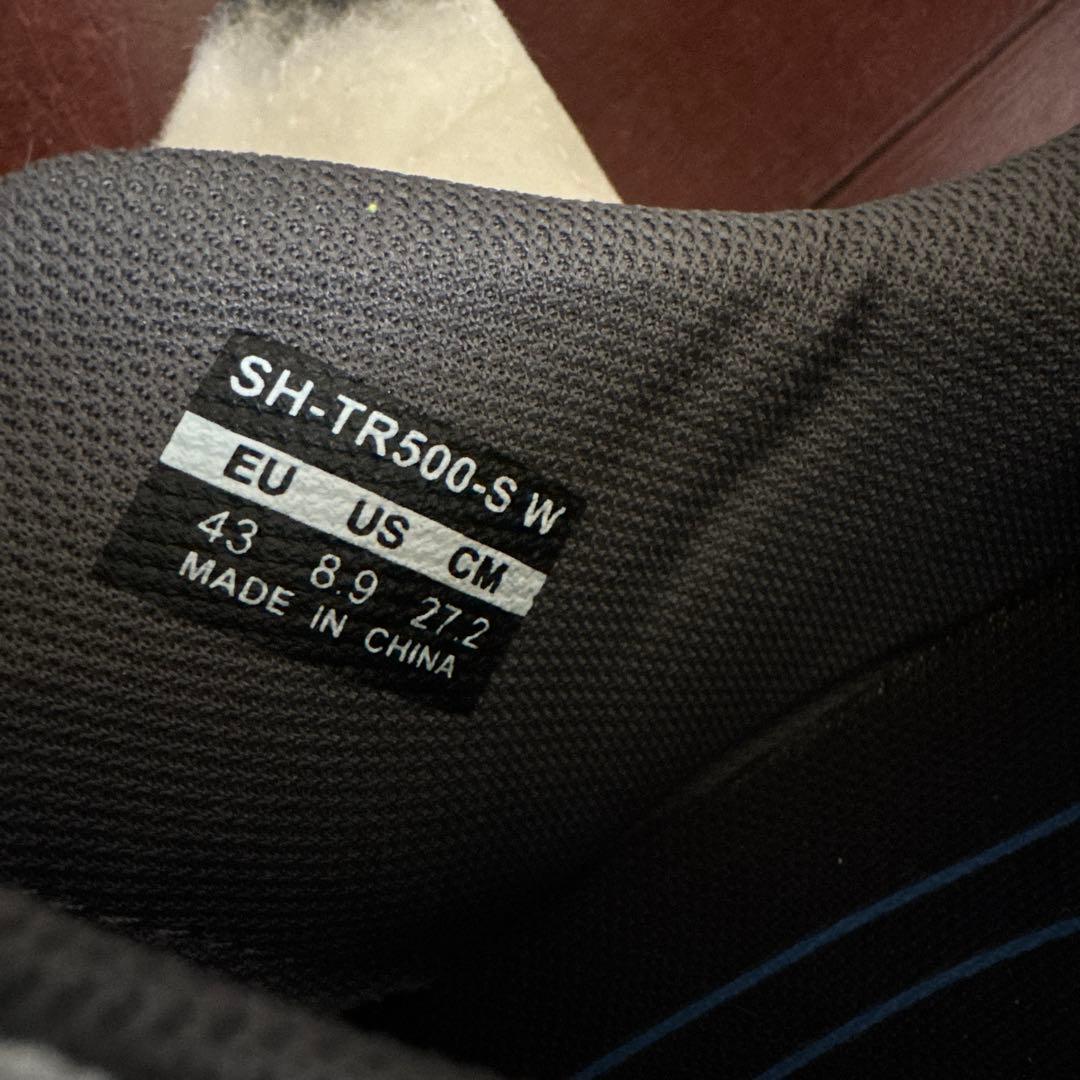 SH-TR500-S W
EU US CM
43 8.9 27.2
MADE IN CHINA